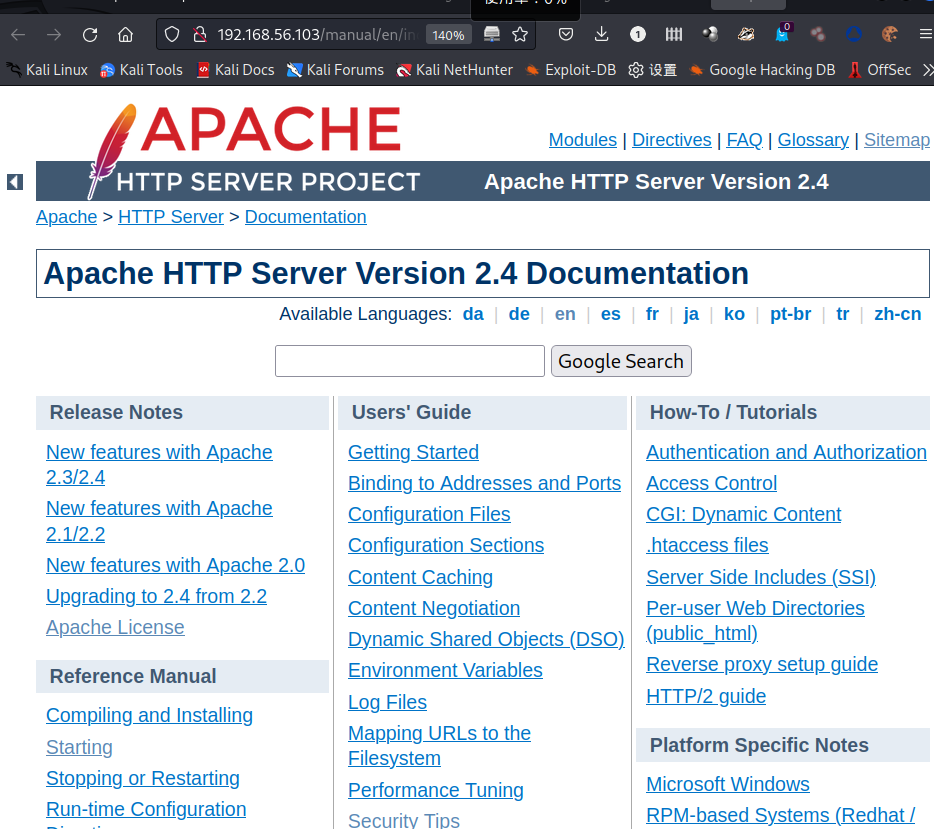 192.168.56.103/manual/en/in 140% 1 0
Kali Linux Kali Tools Kali Docs Kali Forums Kali NetHunter Exploit-DB 设置 Google Hacking DB OffSec
APACHE
HTTP SERVER PROJECT
Modules | Directives | FAQ | Glossary | Sitemap
Apache HTTP Server Version 2.4
Apache > HTTP Server > Documentation
Apache HTTP Server Version 2.4 Documentation
Available Languages: da | de | en | es | fr | ja | ko | pt-br | tr | zh-cn
Google Search
Release Notes
New features with Apache
2.3/2.4
New features with Apache
2.1/2.2
New features with Apache 2.0
Upgrading to 2.4 from 2.2
Apache License
Reference Manual
Compiling and Installing
Starting
Stopping or Restarting
Run-time Configuration
Users' Guide
Getting Started
Binding to Addresses and Ports
Configuration Files
Configuration Sections
Content Caching
Content Negotiation
Dynamic Shared Objects (DSO)
Environment Variables
Log Files
Mapping URLs to the
Filesystem
Performance Tuning
Security Tips
How-To / Tutorials
Authentication and Authorization
Access Control
CGI: Dynamic Content
.htaccess files
Server Side Includes (SSI)
Per-user Web Directories
(public_html)
Reverse proxy setup guide
HTTP/2 guide
Platform Specific Notes
Microsoft Windows
RPM-based Systems (Redhat /